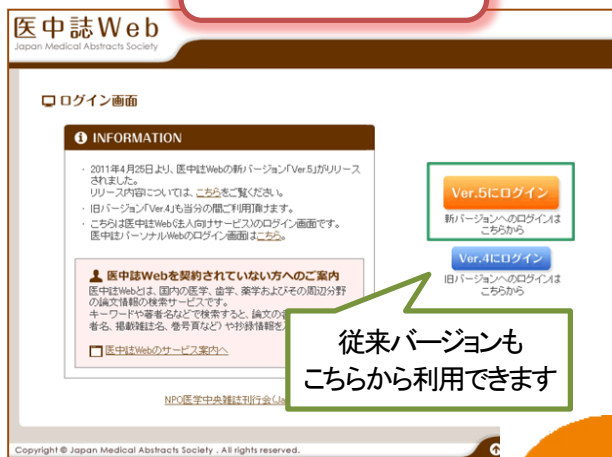 医中誌Web
Japan Medical Abstracts Society
ログイン画面
INFORMATION
・ 2011年4月25日より、医中誌Webの新バージョン「Ver.5」がリリース
されました。
リリース内容については、こちらをご覧ください。
・ 旧バージョン「Ver.4」も当分の間ご利用頂けます。
・ こちらは医中誌Web(法人向けサービス)のログイン画面です。
医中誌パーソナルWebのログイン画面はこちら。
医中誌Webを契約されていない方へのご案内
医中誌Webとは、国内の医学、歯学、薬学およびその周辺分野
の論文情報の検索サービスです。
キーワードや著者名などで検索すると、論文の
者名、掲載雑誌名、巻号頁など) や抄録情報を
医中誌Webのサービス案内へ
Ver.5にログイン
新バージョンへのログインは
こちらから
Ver.4にログイン
旧バージョンへのログインは
こちらから
従来バージョンも
こちらから利用できます
NPO医学中央雑誌刊行会(Ja
Copyright © Japan Medical Abstracts Society . All rights reserved.